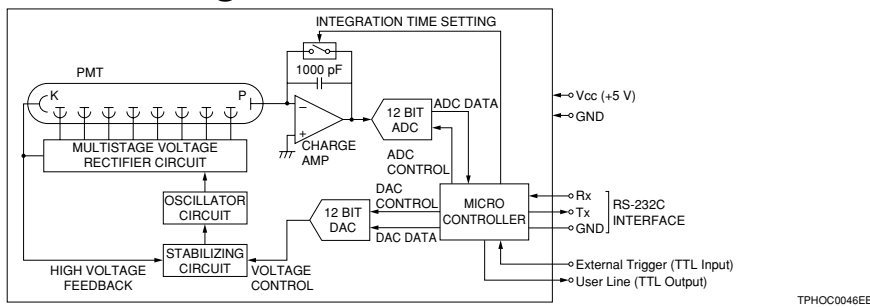 INTEGRATION TIME SETTING
1000 pF
PMT
K
P
−
+
CHARGE
AMP
12 BIT
ADC
ADC DATA
ADC
CONTROL
MULTISTAGE VOLTAGE
RECTIFIER CIRCUIT
OSCILLATOR
CIRCUIT
STABILIZING
CIRCUIT
HIGH VOLTAGE
FEEDBACK
VOLTAGE
CONTROL
12 BIT
DAC
DAC
CONTROL
DAC DATA
MICRO
CONTROLLER
Vcc (+5 V)
GND
Rx
Tx
GND
RS-232C
INTERFACE
External Trigger (TTL Input)
User Line (TTL Output)